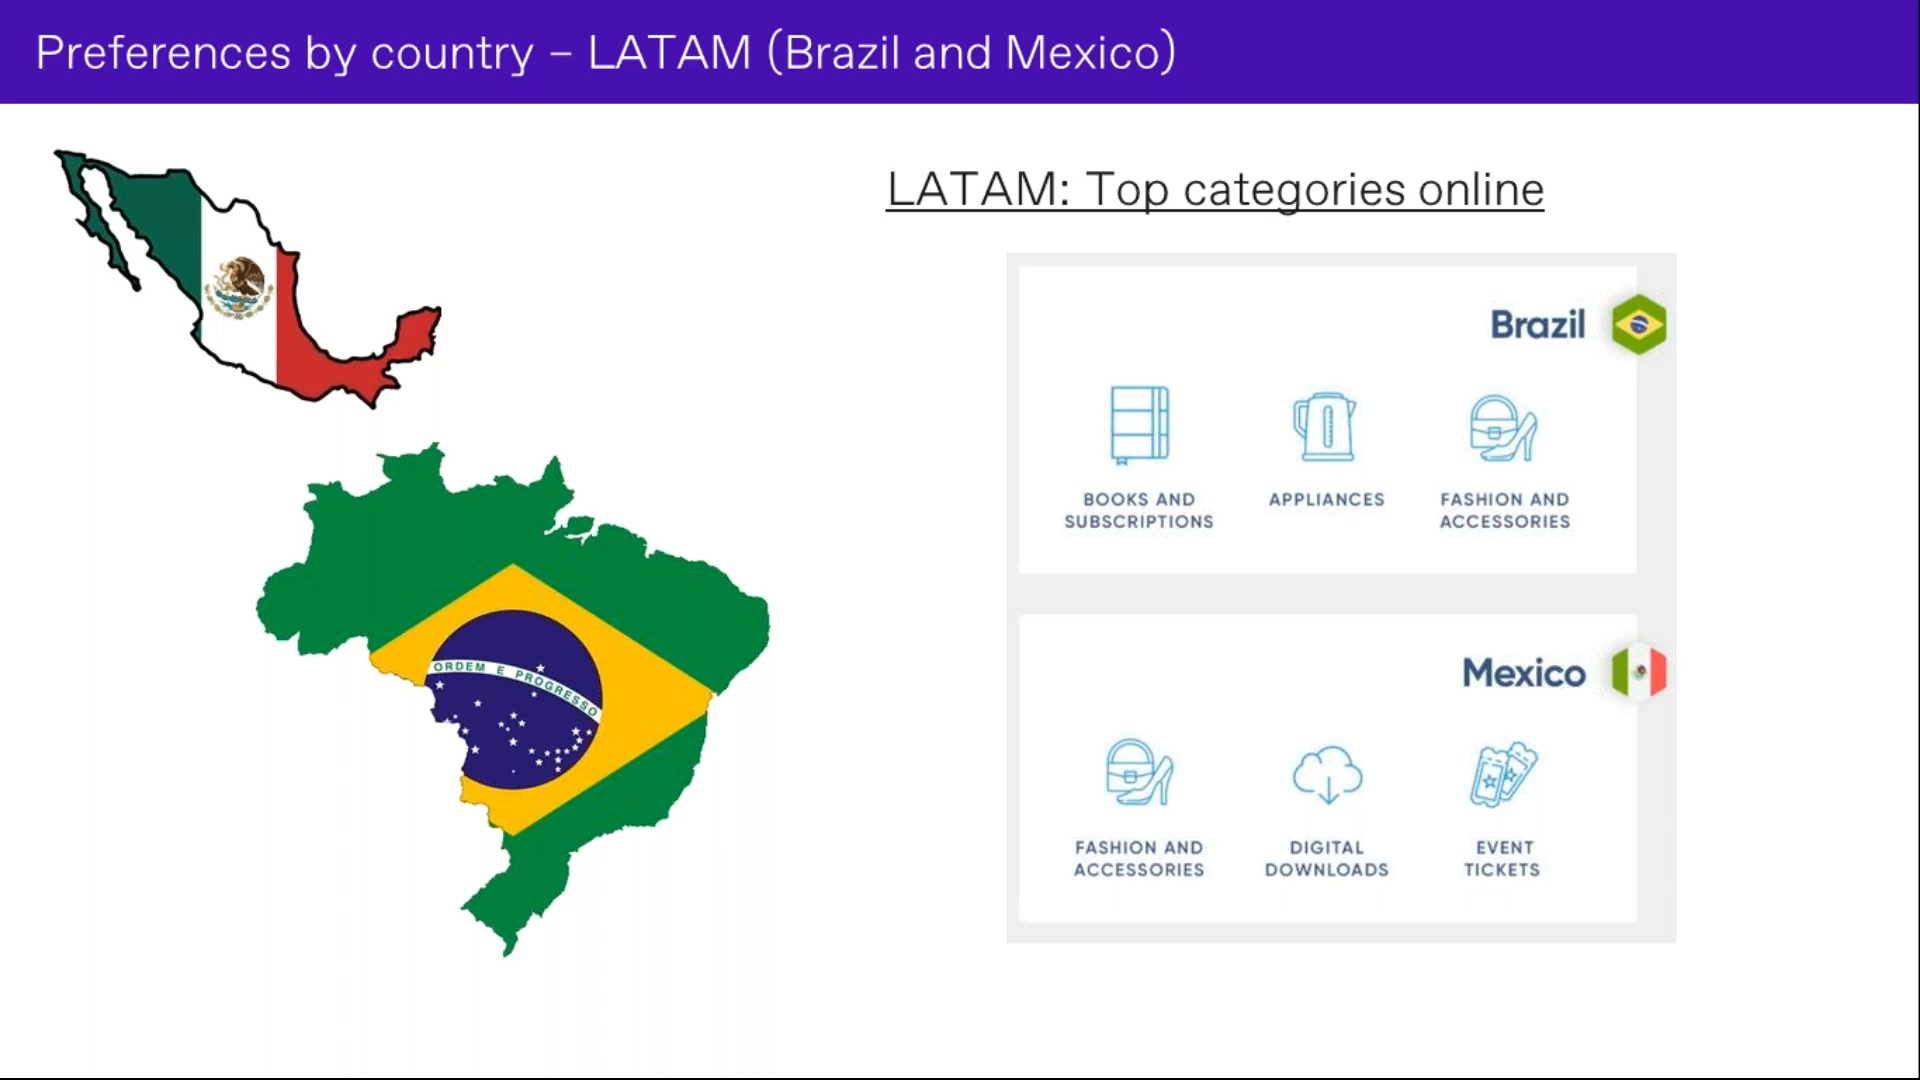 Preferences by country – LATAM (Brazil and Mexico)
LATAM: Top categories online
Brazil
BOOKS AND
SUBSCRIPTIONS
APPLIANCES
FASHION AND
ACCESSORIES
Mexico
FASHION AND
ACCESSORIES
DIGITAL
DOWNLOADS
EVENT
TICKETS
ORDEM E PROGRESSO